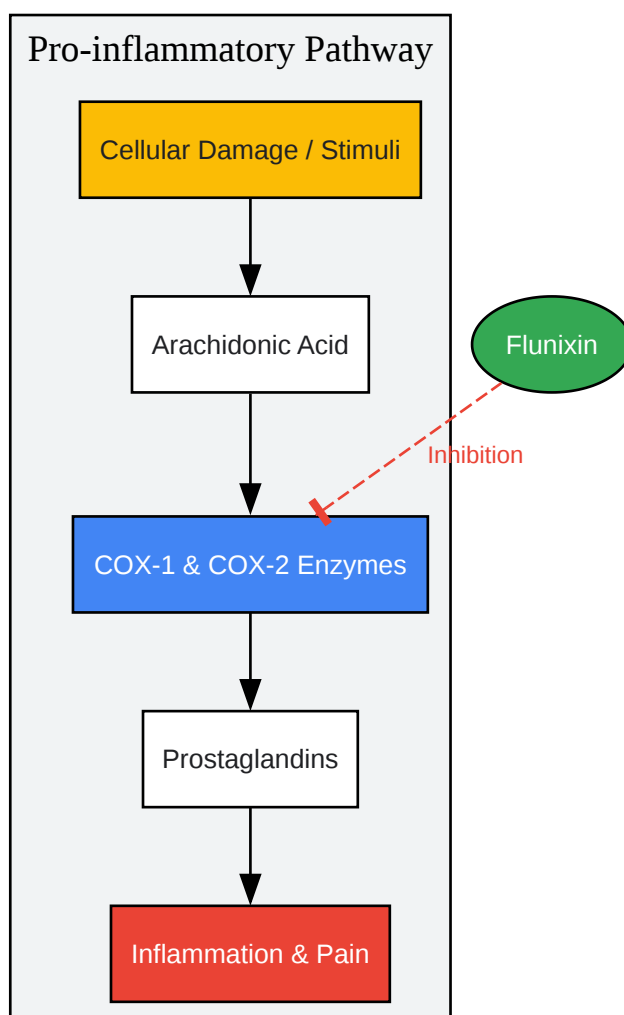 Pro-inflammatory Pathway
Cellular Damage / Stimuli
Arachidonic Acid
Flunixin
Inhibition
COX-1 & COX-2 Enzymes
Prostaglandins
Inflammation & Pain